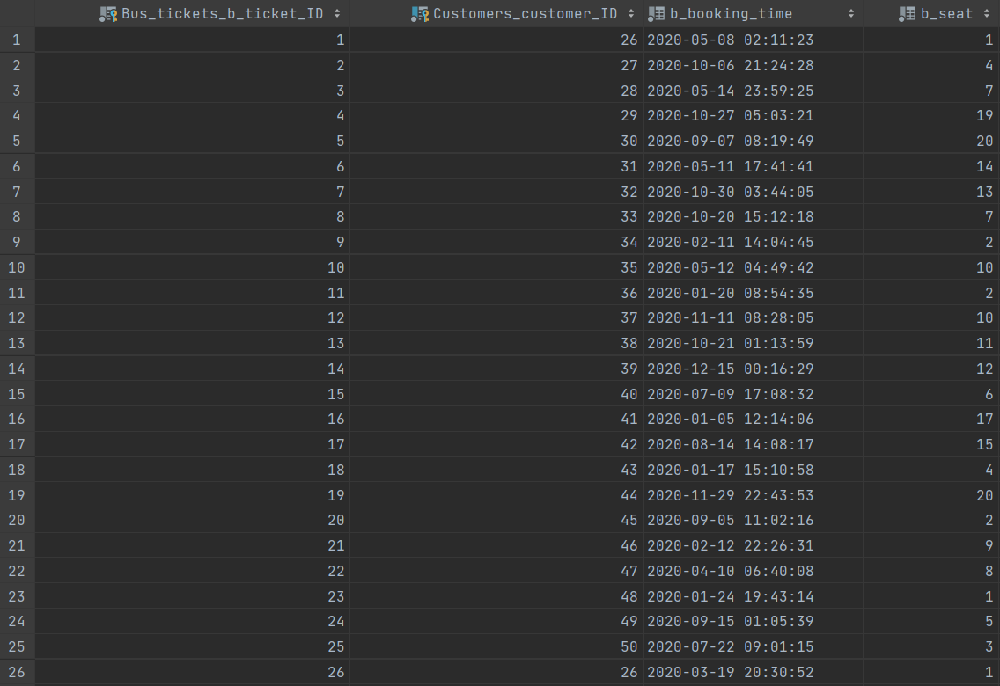 Bus_tickets_b_ticket_ID Customers_customer_ID b_booking_time b_seat
1 1 26 2020-05-08 02:11:23 1
2 2 27 2020-10-06 21:24:28 4
3 3 28 2020-05-14 23:59:25 7
4 4 29 2020-10-27 05:03:21 19
5 5 30 2020-09-07 08:19:49 20
6 6 31 2020-05-11 17:41:41 14
7 7 32 2020-10-30 03:44:05 13
8 8 33 2020-10-20 15:12:18 7
9 9 34 2020-02-11 14:04:45 2
10 10 35 2020-05-12 04:49:42 10
11 11 36 2020-01-20 08:54:35 2
12 12 37 2020-11-11 08:28:05 10
13 13 38 2020-10-21 01:13:59 11
14 14 39 2020-12-15 00:16:29 12
15 15 40 2020-07-09 17:08:32 6
16 16 41 2020-01-05 12:14:06 17
17 17 42 2020-08-14 14:08:17 15
18 18 43 2020-01-17 15:10:58 4
19 19 44 2020-11-29 22:43:53 20
20 20 45 2020-09-05 11:02:16 2
21 21 46 2020-02-12 22:26:31 9
22 22 47 2020-04-10 06:40:08 8
23 23 48 2020-01-24 19:43:14 1
24 24 49 2020-09-15 01:05:39 5
25 25 50 2020-07-22 09:01:15 3
26 26 26 2020-03-19 20:30:52 1